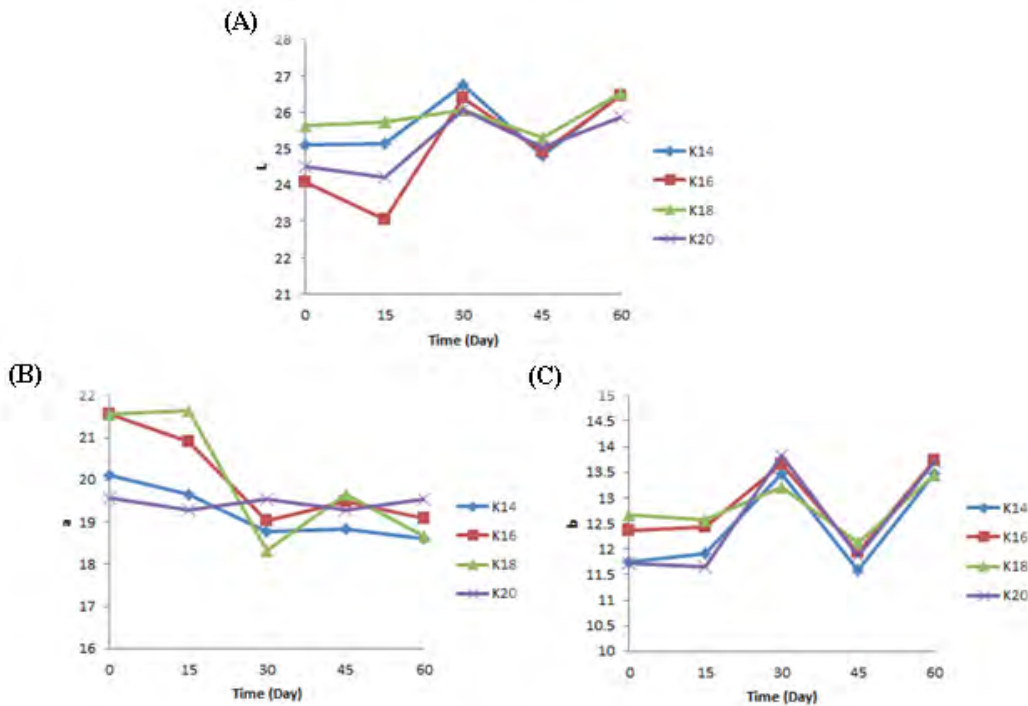 (A)
28
27
26
25
24
23
22
21
L
0 15 30 45 60
Time (Day)
K14
K16
K18
K20
(B)
22
21
20
19
18
17
16
a
0 15 30 45 60
Time (Day)
K14
K16
K18
K20
(C)
15
14.5
14
13.5
13
12.5
12
11.5
11
10.5
10
b
0 15 30 45 60
Time (Day)
K14
K16
K18
K20